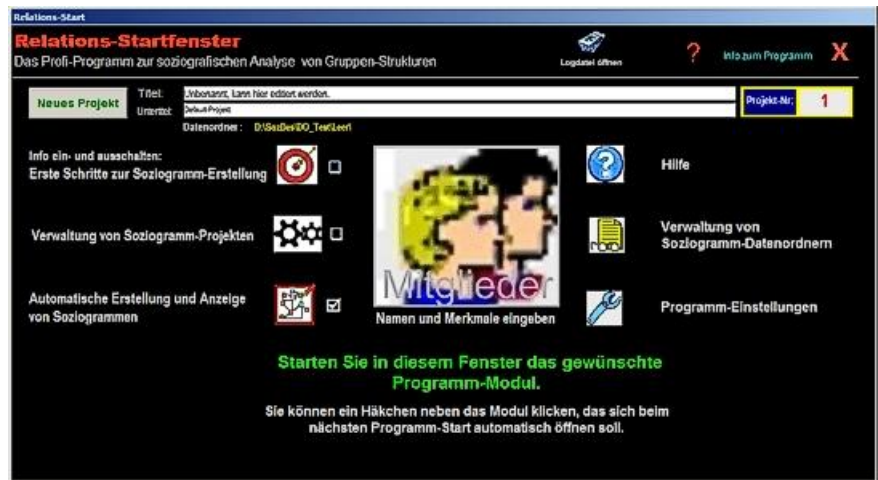 Relations-Start
Relations-Startfenster
Das Profi-Programm zur soziografischen Analyse von Gruppen-Strukturen
Logdatei öffnen
?
Info zum Programm
X
Neues Projekt
Titel:
Unbenannt, kann hier editiert werden.
Untertitel:
Default-Projekt
Projekt-Nr:
1
Datenordner:
Info ein- und ausschalten:
Erste Schritte zur Soziogramm-Erstellung
Hilfe
Verwaltung von Soziogramm-Projekten
Verwaltung von
Soziogramm-Datenordnern
Mitglieder
Automatische Erstellung und Anzeige
von Soziogrammen
Namen und Merkmale eingeben
Programm-Einstellungen
Starten Sie in diesem Fenster das gewünschte
Programm-Modul.
Sie können ein Häkchen neben das Modul klicken, das sich beim
nächsten Programm-Start automatisch öffnen soll.